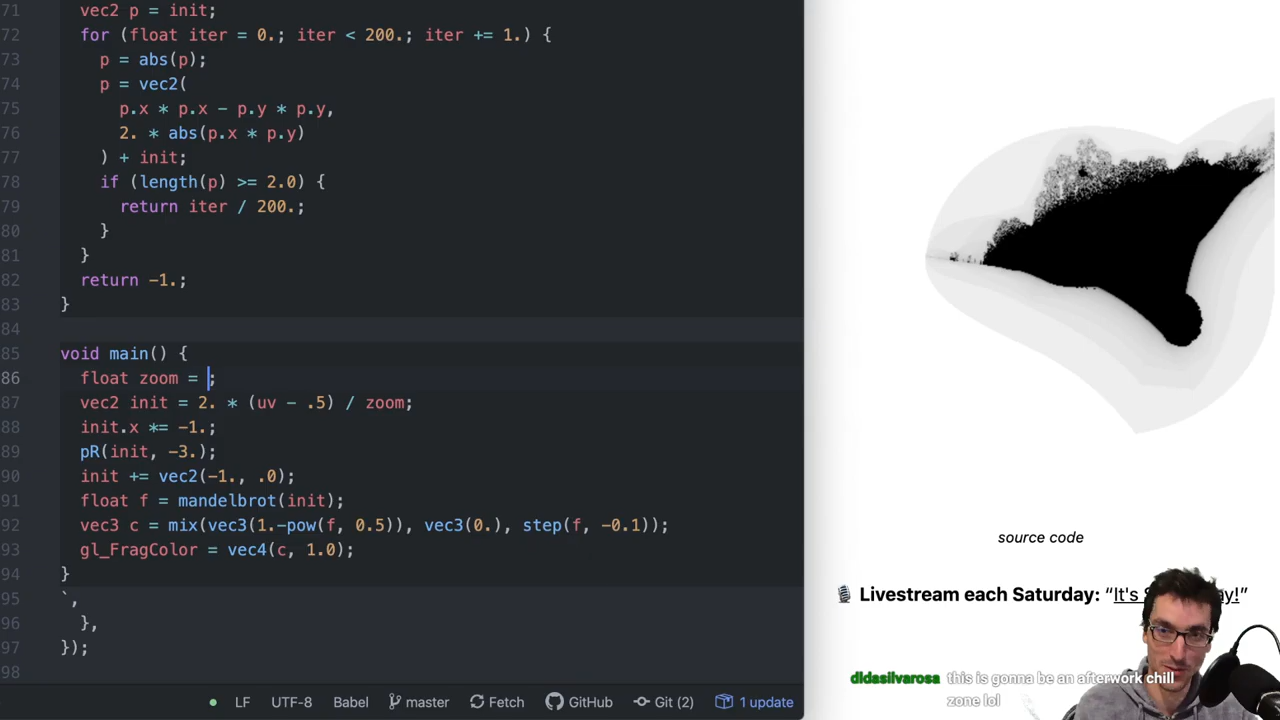 71 vec2 p = init;
72 for (float iter = 0.; iter < 200.; iter += 1.) {
73 p = abs(p);
74 p = vec2(
75 p.x * p.x - p.y * p.y,
76 2. * abs(p.x * p.y)
77 ) + init;
78 if (length(p) >= 2.0) {
79 return iter / 200.;
80 }
81 }
82 return -1.;
83 }
84
85 void main() {
86 float zoom = ;
87 vec2 init = 2. * (uv - .5) / zoom;
88 init.x *= -1.;
89 pR(init, -3.);
90 init += vec2(-1., .0);
91 float f = mandelbrot(init);
92 vec3 c = mix(vec3(1.-pow(f, 0.5)), vec3(0.), step(f, -0.1));
93 gl_FragColor = vec4(c, 1.0);
94 }
95 `,
96 },
97 });
98
LF UTF-8 Babel master Fetch GitHub Git (2) 1 update
source code
🎙️ Livestream each Saturday: “It's y!”
dldasilvarosa this is gonna be an afterwork chill
zone lol